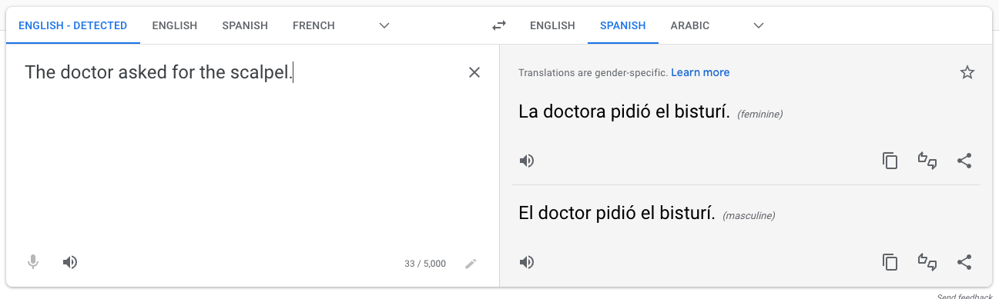 ENGLISH - DETECTED ENGLISH SPANISH FRENCH ENGLISH SPANISH ARABIC
The doctor asked for the scalpel.
33 / 5,000
Translations are gender-specific. Learn more
La doctora pidió el bisturí. (feminine)
El doctor pidió el bisturí. (masculine)
Send feedback